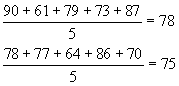 90 + 61 + 79 + 73 + 87
5
= 78
78 + 77 + 64 + 86 + 70
5
= 75